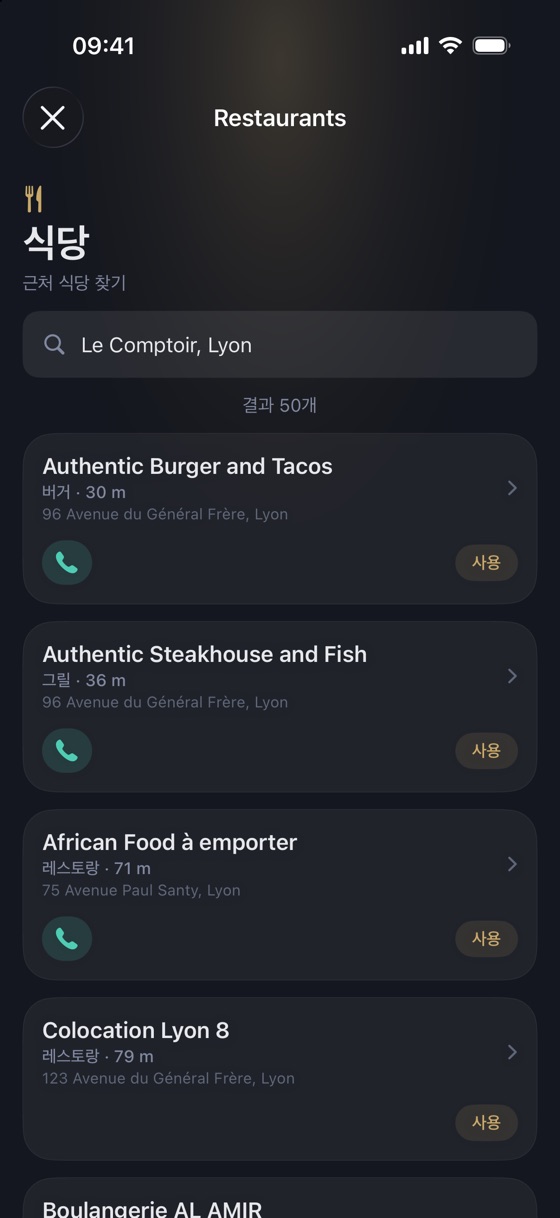 09:41
Restaurants
식당
근처 식당 찾기
Le Comptoir, Lyon
결과 50개
Authentic Burger and Tacos
버거 · 30 m
96 Avenue du Général Frère, Lyon
사용
Authentic Steakhouse and Fish
그릴 · 36 m
96 Avenue du Général Frère, Lyon
사용
African Food à emporter
레스토랑 · 71 m
75 Avenue Paul Santy, Lyon
사용
Colocation Lyon 8
레스토랑 · 79 m
123 Avenue du Général Frère, Lyon
사용
Boulangerie AL AMIR